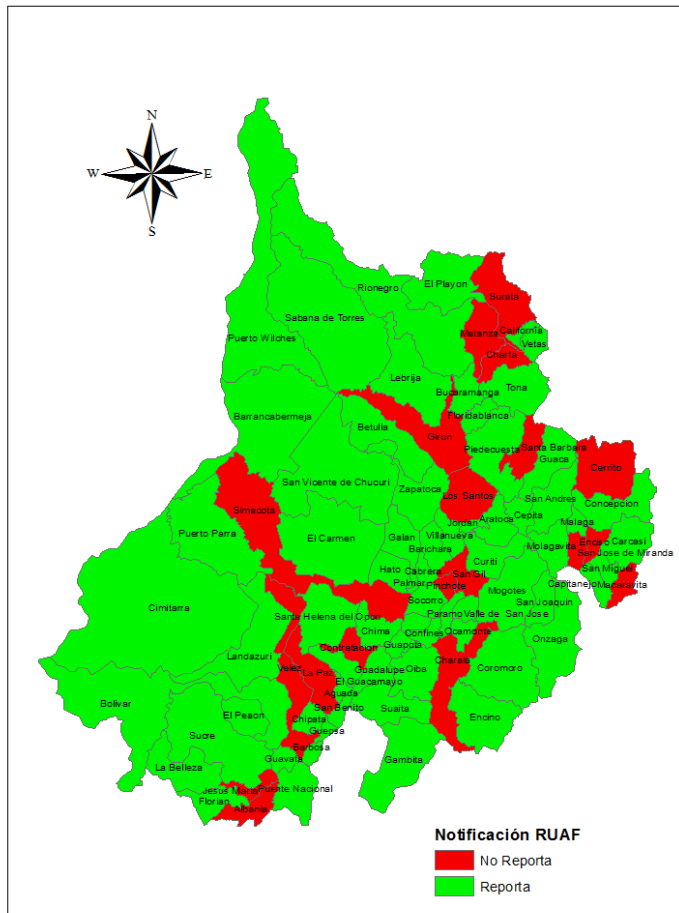 N
W
E
S
El Playon
Rionegro
Surata
Sabana de Torres
Matanza
California
Puerto Wilches
Vetas
Charta
Lebrija
Tona
Bucaramanga
Barrancabermeja
Floridablanca
Betulia
Giron
Piedecuesta
Santa Barbara
Guaca
Cerrito
San Vicente de Chucuri
Zapatoca
Los Santos
San Andres
Concepcion
Simacota
Cepita
Aratoca
Jordan
Malaga
Puerto Parra
El Carmen
Galan
Villanueva
Barichara
Molagavita
Carcasi
San Jose de Miranda
Curiti
Hato
Cabrera
San Gil
San Miguel
Capitanejo
Macaravita
Mogotes
Cimitarra
Socorro
San Joaquin
Santa Helena del Opon
Paramo
Valle de
San Jose
Chima
Confines
Ocamonte
Onzaga
Guapola
Landazuri
Velez
La Paz
Guadalupe
Oiba
Charala
Coromoro
El Guacamayo
Aguada
Bolivar
San Benito
Suaita
El Peaon
Chipata
Encino
Guepsa
Sucre
Barbosa
Guavata
Gambita
La Belleza
Jesus Maria
Puente Nacional
Florian
Albania
Notificación RUAF
No Reporta
Reporta